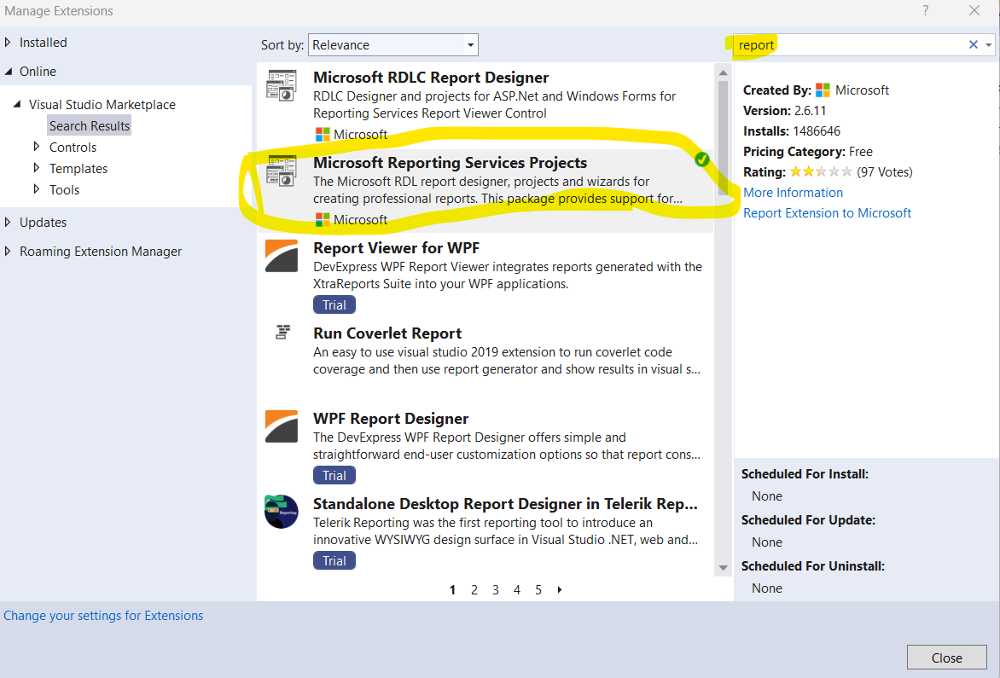 Manage Extensions
?
Installed
Online
Visual Studio Marketplace
Search Results
Controls
Templates
Tools
Updates
Roaming Extension Manager
Sort by: Relevance
report
Microsoft RDLC Report Designer
RDLC Designer and projects for ASP.Net and Windows Forms for
Reporting Services Report Viewer Control
Microsoft
Microsoft Reporting Services Projects
The Microsoft RDL report designer, projects and wizards for
creating professional reports. This package provides support for...
Microsoft
Report Viewer for WPF
DevExpress WPF Report Viewer integrates reports generated with the
XtraReports Suite into your WPF applications.
Trial
Run Coverlet Report
An easy to use visual studio 2019 extension to run coverlet code
coverage and then use report generator and show results in visual s...
WPF Report Designer
The DevExpress WPF Report Designer offers simple and
straightforward end-user customization options so that report cons...
Trial
Standalone Desktop Report Designer in Telerik Rep...
Telerik Reporting was the first reporting tool to introduce an
innovative WYSIWYG design surface in Visual Studio .NET, web and...
Trial
1 2 3 4 5
Created By: Microsoft
Version: 2.6.11
Installs: 1486646
Pricing Category: Free
Rating: (97 Votes)
More Information
Report Extension to Microsoft
Scheduled For Install:
None
Scheduled For Update:
None
Scheduled For Uninstall:
None
Change your settings for Extensions
Close